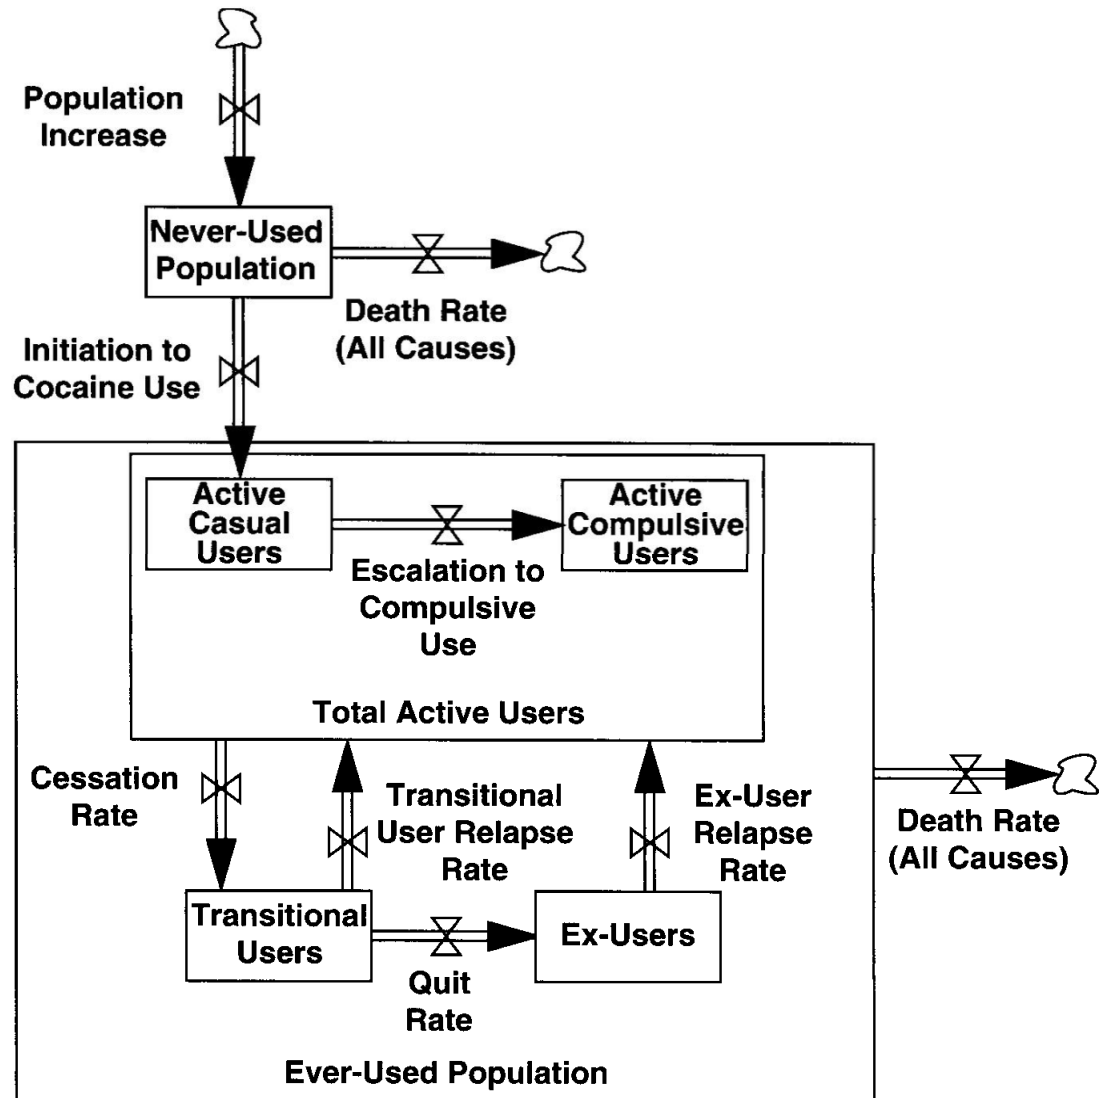 Population
Increase
Never-Used
Population
Death Rate
(All Causes)
Initiation to
Cocaine Use
Active
Casual
Users
Active
Compulsive
Users
Escalation to
Compulsive
Use
Total Active Users
Cessation
Rate
Transitional
User Relapse
Rate
Ex-User
Relapse
Rate
Death Rate
(All Causes)
Transitional
Users
Ex-Users
Quit
Rate
Ever-Used Population